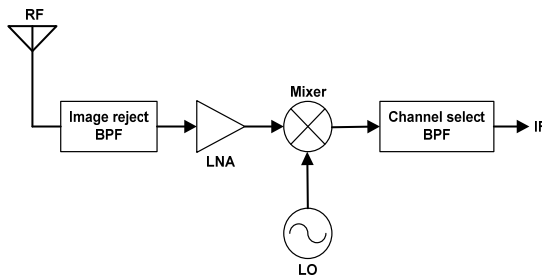 RF
Image reject
BPF
LNA
Mixer
LO
Channel select
BPF
IF